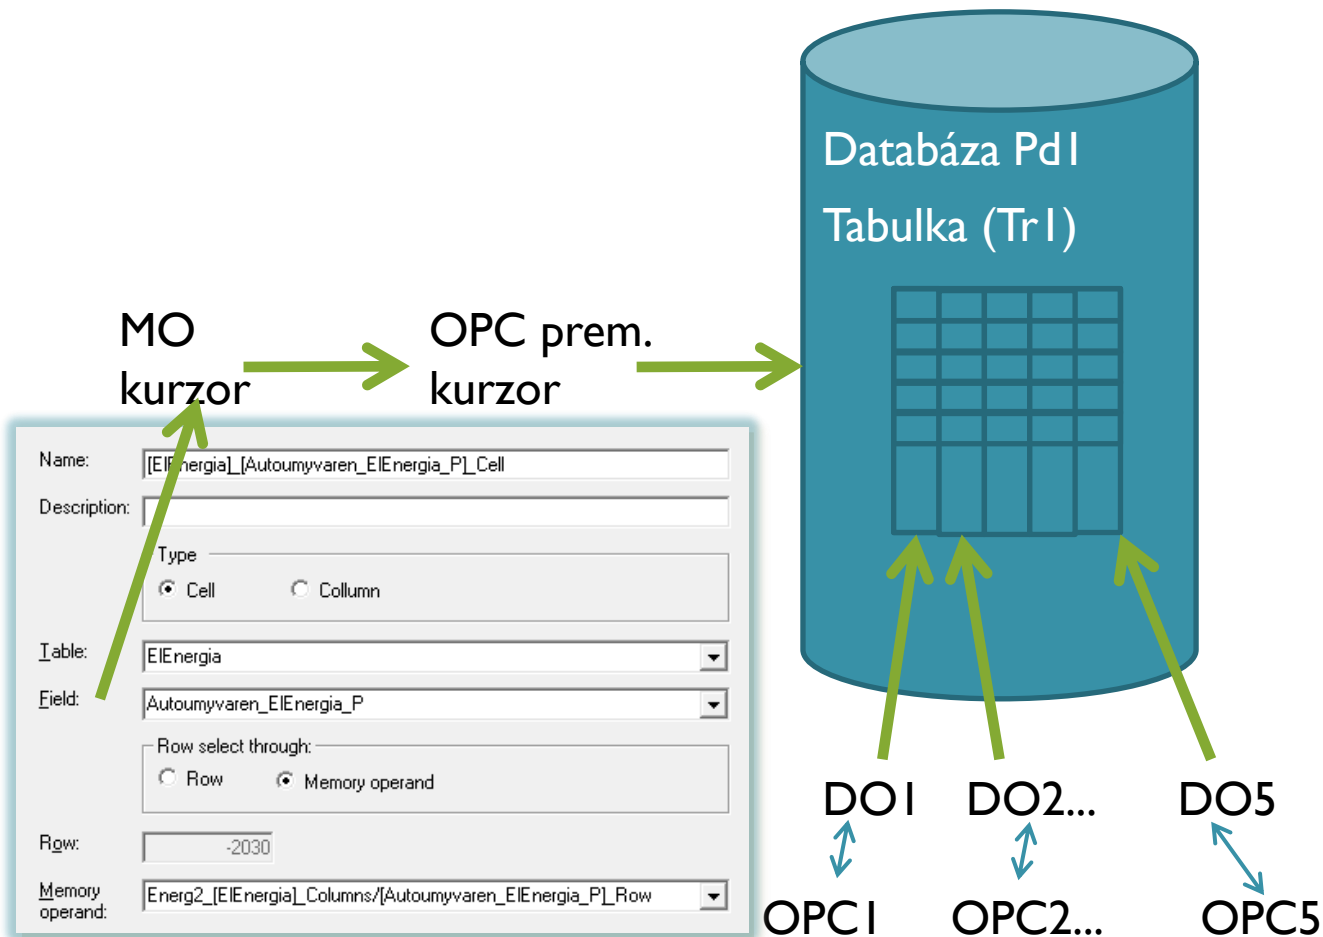 Databáza Pd1
Tabulka (Tr1)
MO
kurzor
OPC prem.
kurzor
Name:
[ElEnergia]_[Autoumyvaren_ElEnergia_P]_Cell
Description:
Type
Cell
Collumn
Table:
ElEnergia
Field:
Autoumyvaren_ElEnergia_P
Row select through:
Row
Memory operand
Row:
-2030
Memory
operand:
Energ2_[ElEnergia]_Columns/[Autoumyvaren_ElEnergia_P]_Row
DO1
DO2...
DO5
OPC1
OPC2...
OPC5